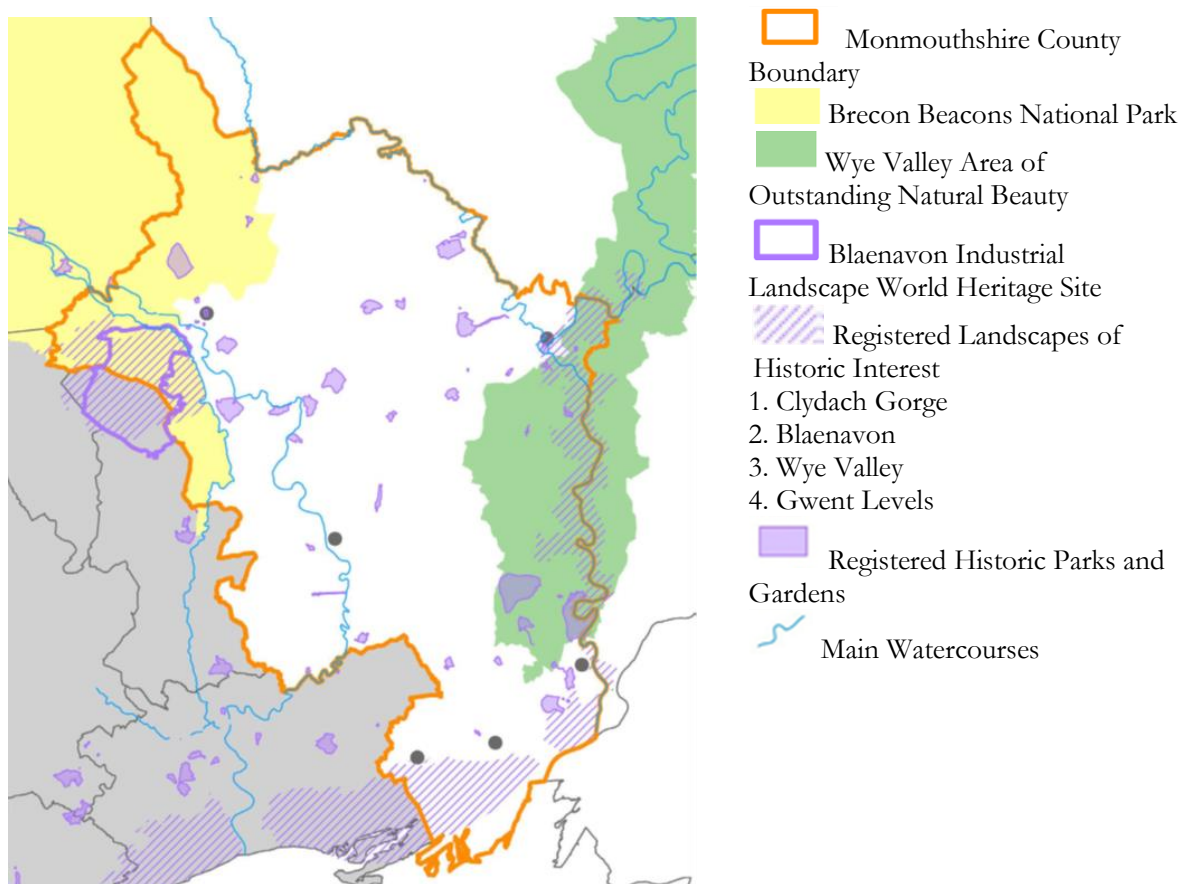 Monmouthshire County
Boundary
Brecon Beacons National Park
Wye Valley Area of
Outstanding Natural Beauty
Blaenavon Industrial
Landscape World Heritage Site
Registered Landscapes of
Historic Interest
1. Clydach Gorge
2. Blaenavon
3. Wye Valley
4. Gwent Levels
Registered Historic Parks and
Gardens
Main Watercourses